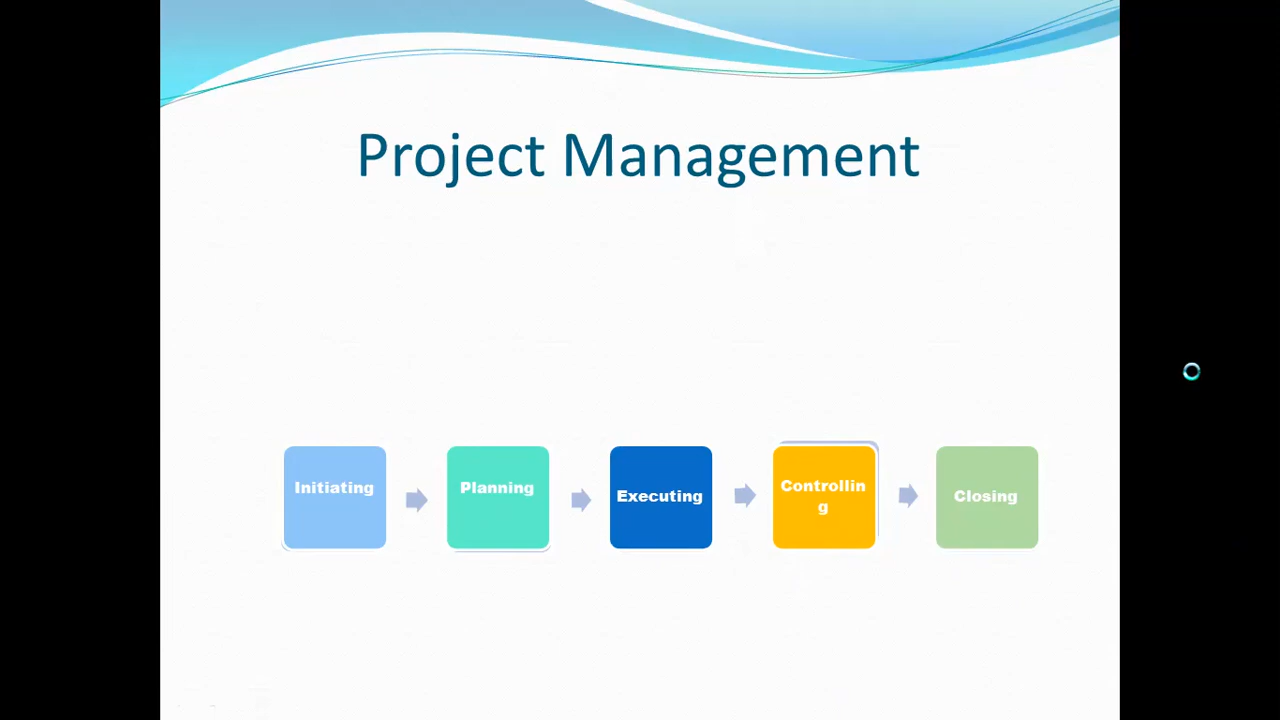 Project Management
Initiating
Planning
Executing
Controllin
g
Closing